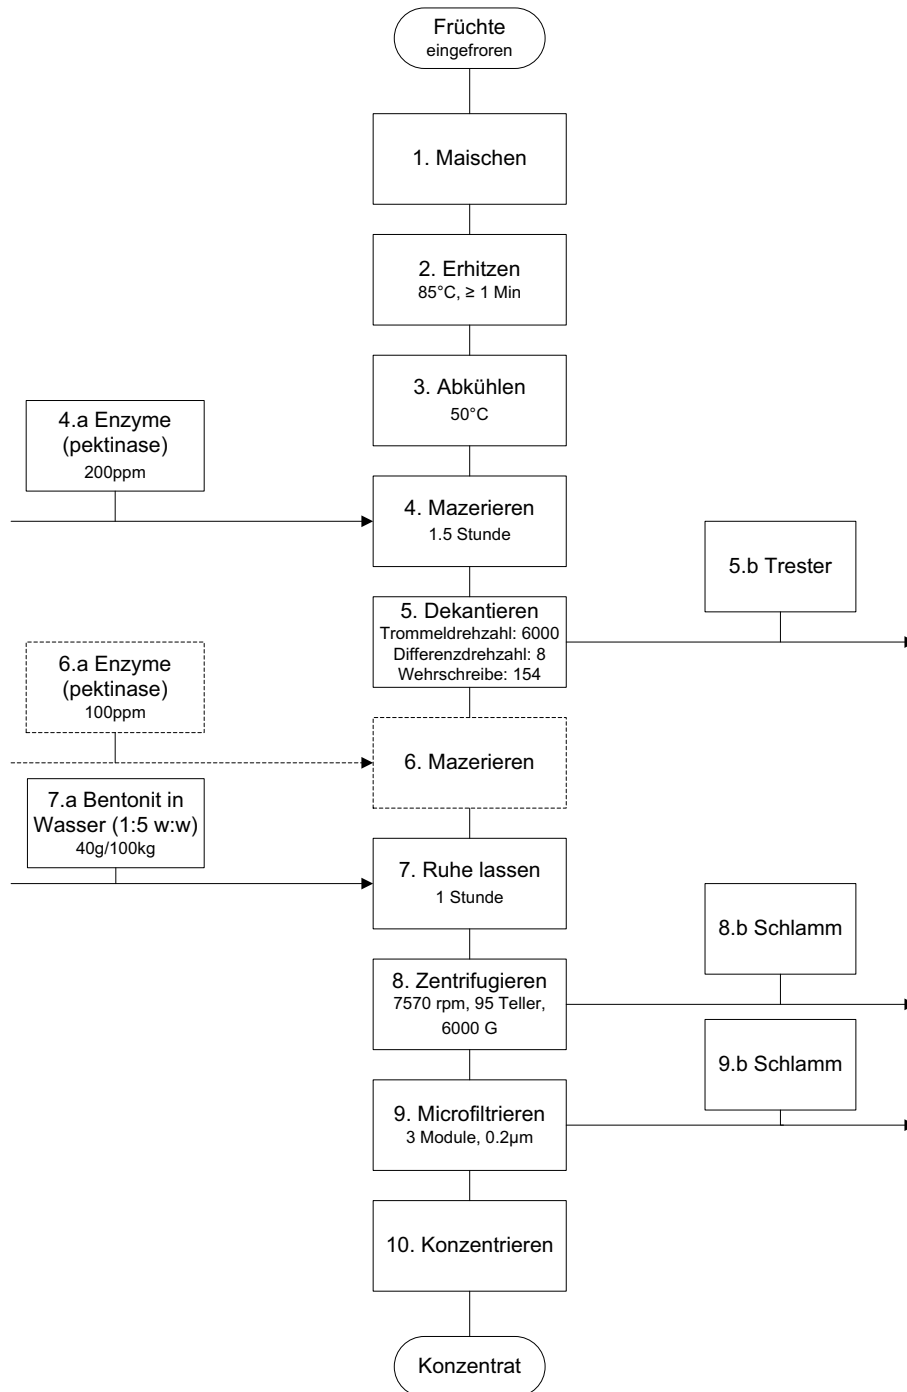 Früchte
eingefroren
1. Maischen
2. Erhitzen
85°C, ≥ 1 Min
3. Abkühlen
50°C
4.a Enzyme
(pektinase)
200ppm
4. Mazerieren
1.5 Stunde
5.b Trester
5. Dekantieren
Trommeldrehzahl: 6000
Differenzdrehzahl: 8
Wehrschreibe: 154
6.a Enzyme
(pektinase)
100ppm
6. Mazerieren
7.a Bentonit in
Wasser (1:5 w:w)
40g/100kg
7. Ruhe lassen
1 Stunde
8.b Schlamm
8. Zentrifugieren
7570 rpm, 95 Teller,
6000 G
9.b Schlamm
9. Microfiltrieren
3 Module, 0.2µm
10. Konzentrieren
Konzentrat